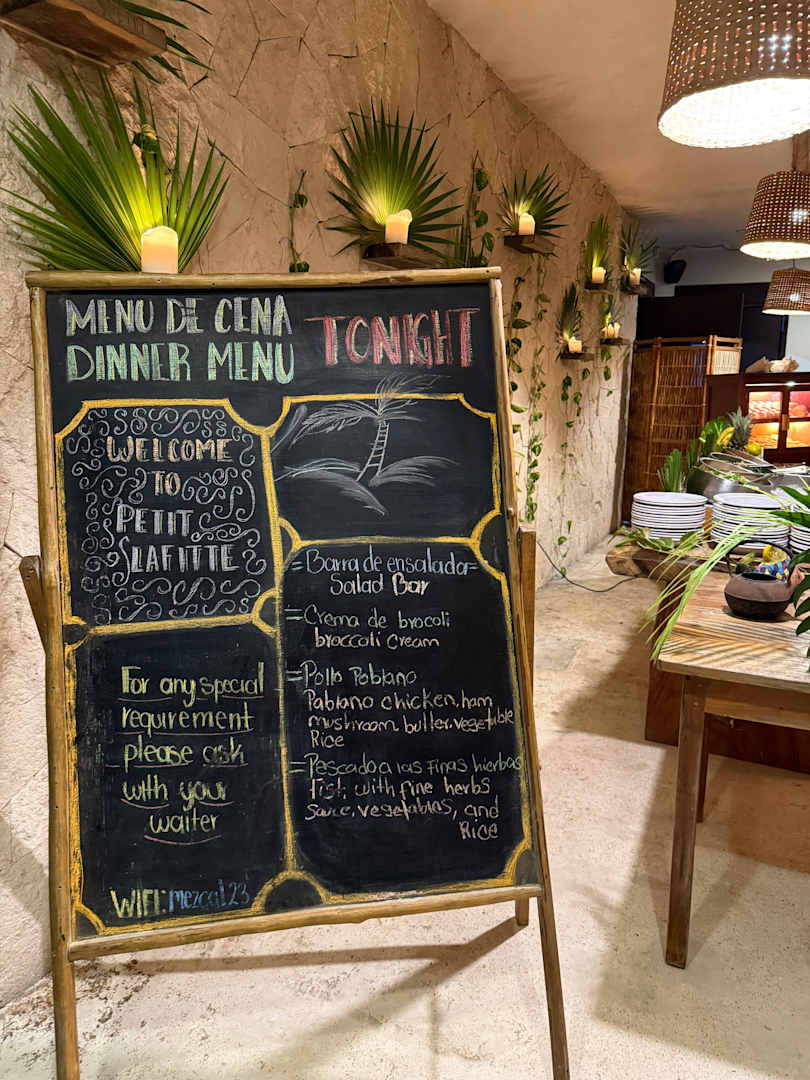 MENU DE CENA
DINNER MENU
TONIGHT
WELCOME
TO
PETIT
LAFITTE
For any special
requirement
please ask
with your
waiter
WIFI: mezcal23
=Barra de ensalada=
Salad Bar
=Crema de brocoli
broccoli cream
=Pollo Poblano
Pablano chicken, ham
mushroom, butter, vegetable
Rice
=Pescado a las finas hierbas
fish with fine herbs
sauce, vegetables, and
Rice